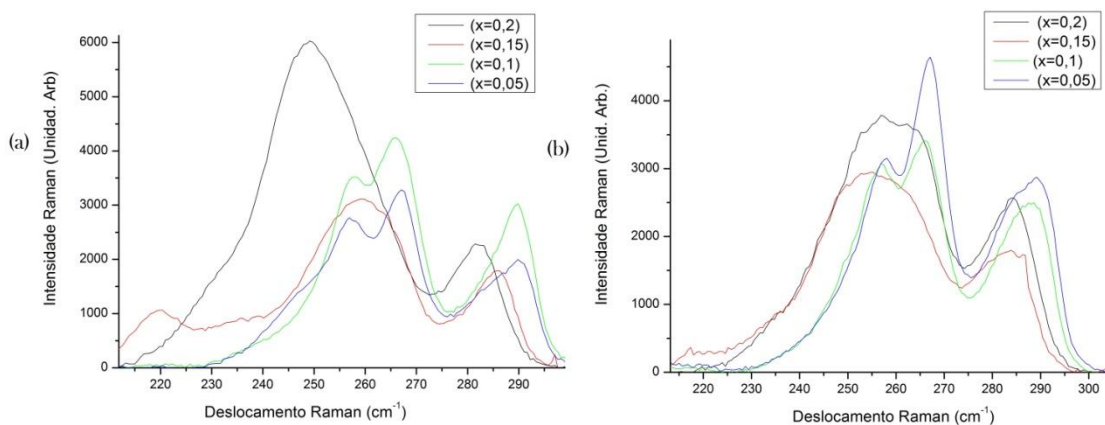 (a)
Intensidade Raman (Unidad. Arb)
6000
5000
4000
3000
2000
1000
0
220 230 240 250 260 270 280 290
Deslocamento Raman (cm⁻¹)
(x=0,2)
(x=0,15)
(x=0,1)
(x=0,05)
(b)
Intensidade Raman (Unid. Arb.)
4000
3000
2000
1000
0
220 230 240 250 260 270 280 290 300
Deslocamento Raman (cm⁻¹)
(x=0,2)
(x=0,15)
(x=0,1)
(x=0,05)